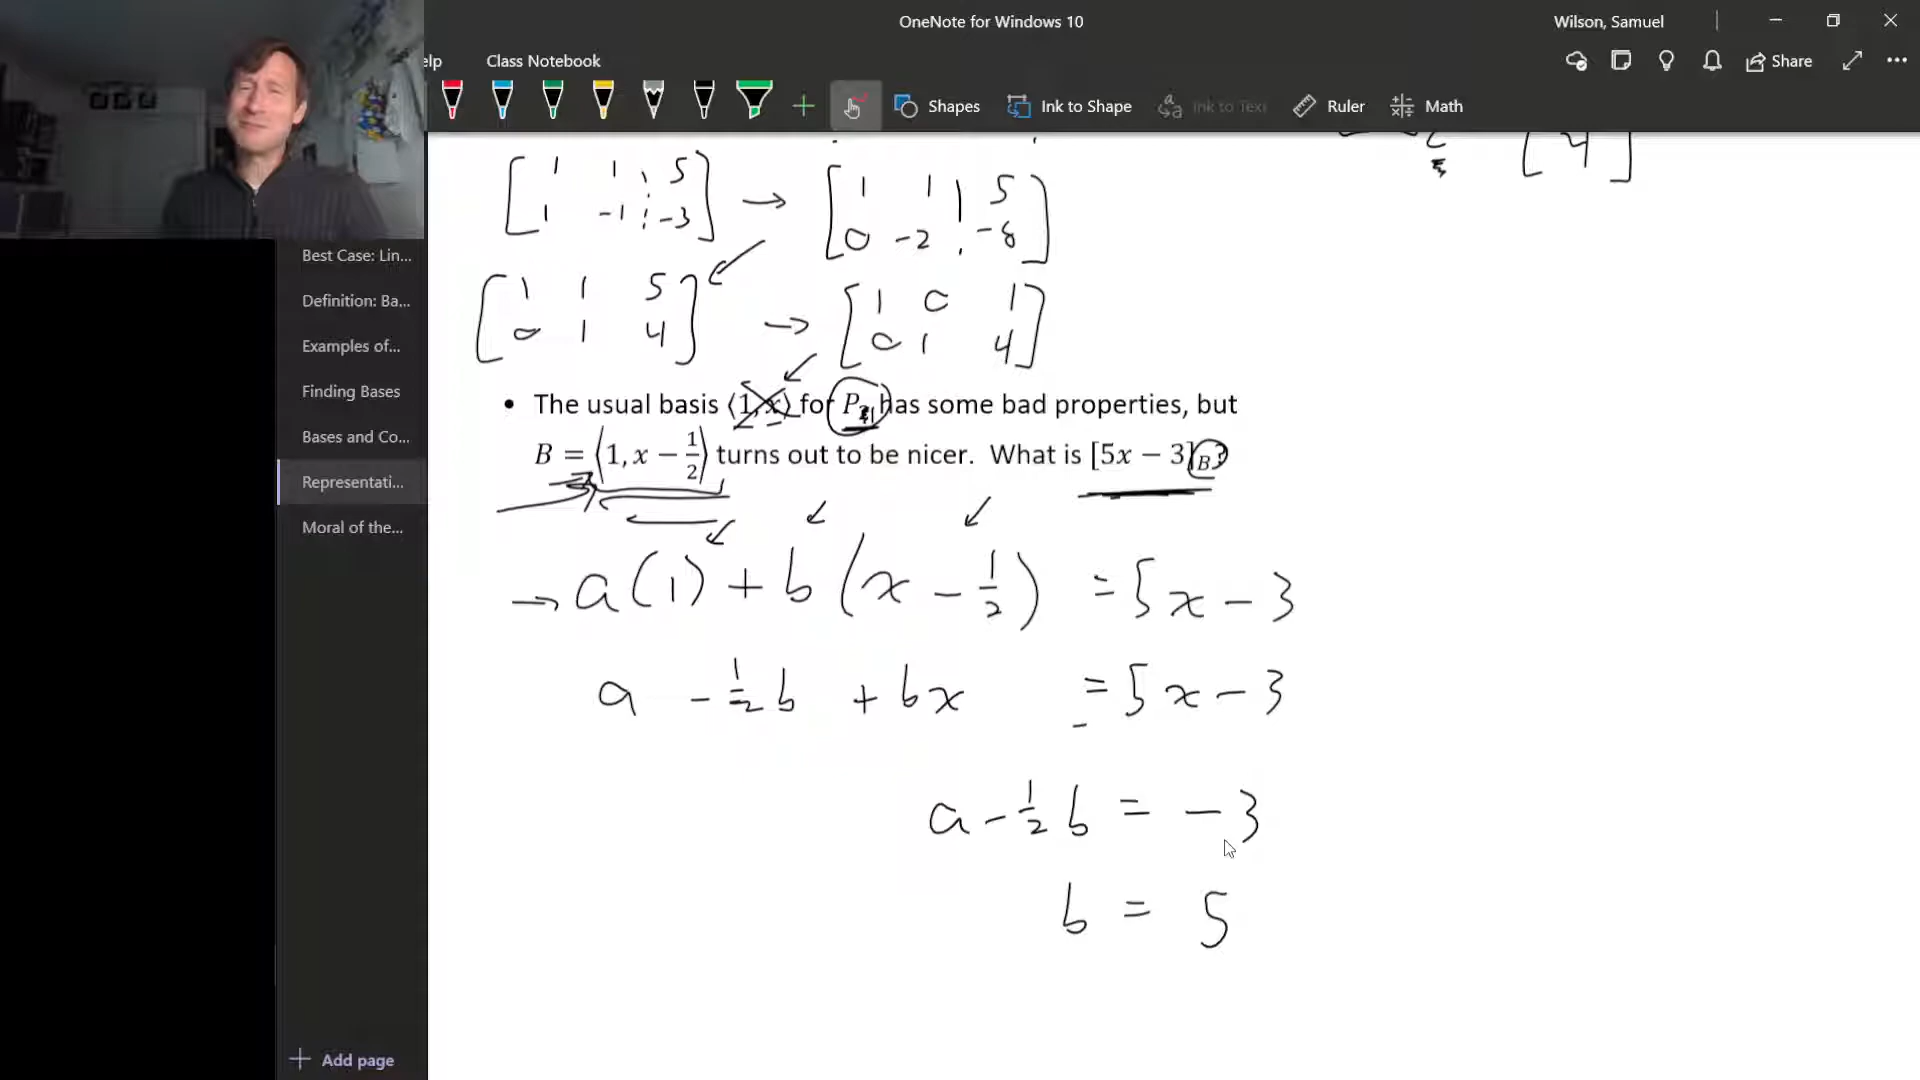 OneNote for Windows 10
Wilson, Samuel
elp Class Notebook
Share
Shapes Ink to Shape Ink to Text Ruler Math
Best Case: Lin...
Definition: Ba...
Examples of...
Finding Bases
Bases and Co...
Representati...
Moral of the...
Add page
[1 1 ¦ 5] → [1 1 | 5]
[1 -1 ¦ -3] [0 -2 | -8]
[1 1 5] → [1 0 1]
[0 1 4] [0 1 4]
4
• The usual basis ⟨1, x⟩ for P₁ has some bad properties, but
B = ⟨1, x − 1/2⟩ turns out to be nicer. What is [5x − 3]_B?
→ a(1) + b(x − 1/2) = 5x − 3
a − 1/2 b + bx = 5x − 3
a − 1/2 b = −3
b = 5